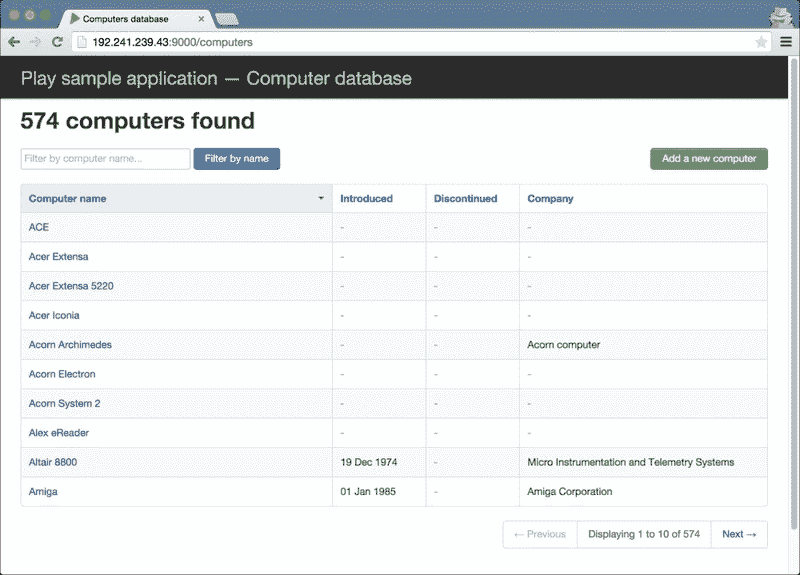 Computers database
192.241.239.43:9000/computers
Play sample application — Computer database
574 computers found
Filter by computer name... Filter by name Add a new computer
Computer name Introduced Discontinued Company
ACE - - -
Acer Extensa - - -
Acer Extensa 5220 - - -
Acer Iconia - - -
Acorn Archimedes - - Acorn computer
Acorn Electron - - -
Acorn System 2 - - -
Alex eReader - - -
Altair 8800 19 Dec 1974 - Micro Instrumentation and Telemetry Systems
Amiga 01 Jan 1985 - Amiga Corporation
← Previous Displaying 1 to 10 of 574 Next →